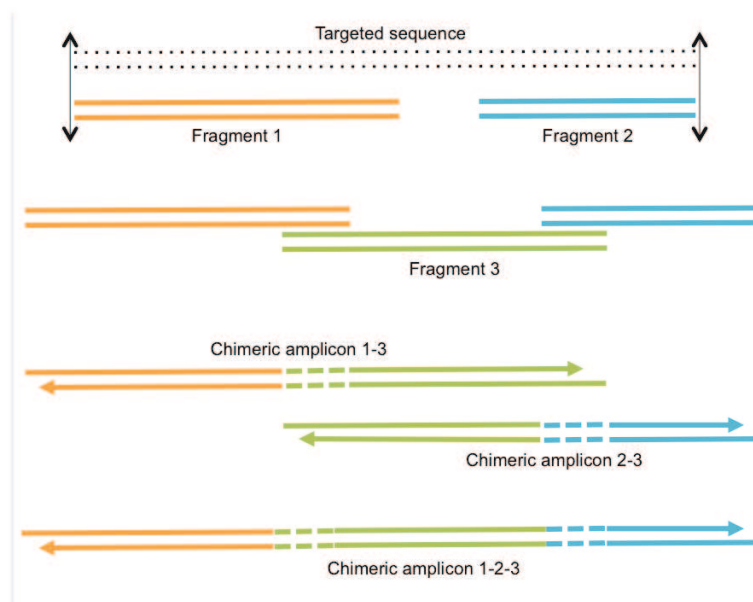 Targeted sequence
Fragment 1
Fragment 2
Fragment 3
Chimeric amplicon 1-3
Chimeric amplicon 2-3
Chimeric amplicon 1-2-3